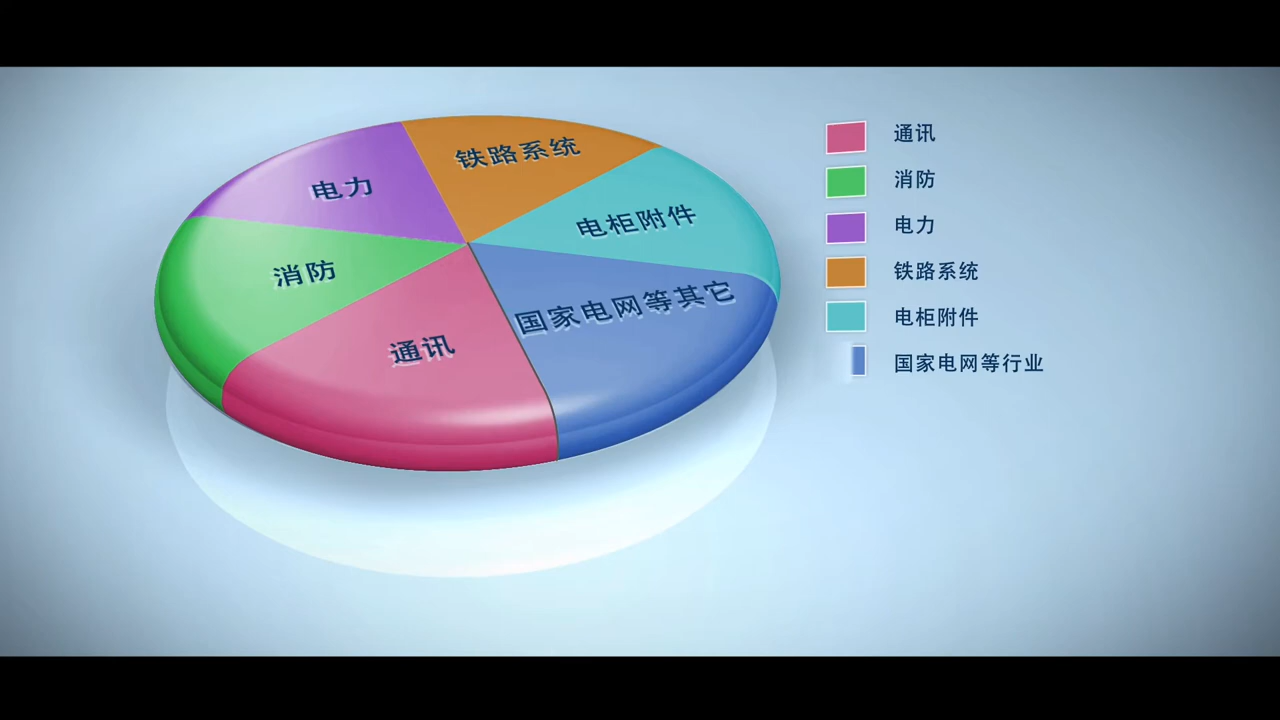 铁路系统
电力
电柜附件
消防
国家电网等其它
通讯
通讯
消防
电力
铁路系统
电柜附件
国家电网等行业